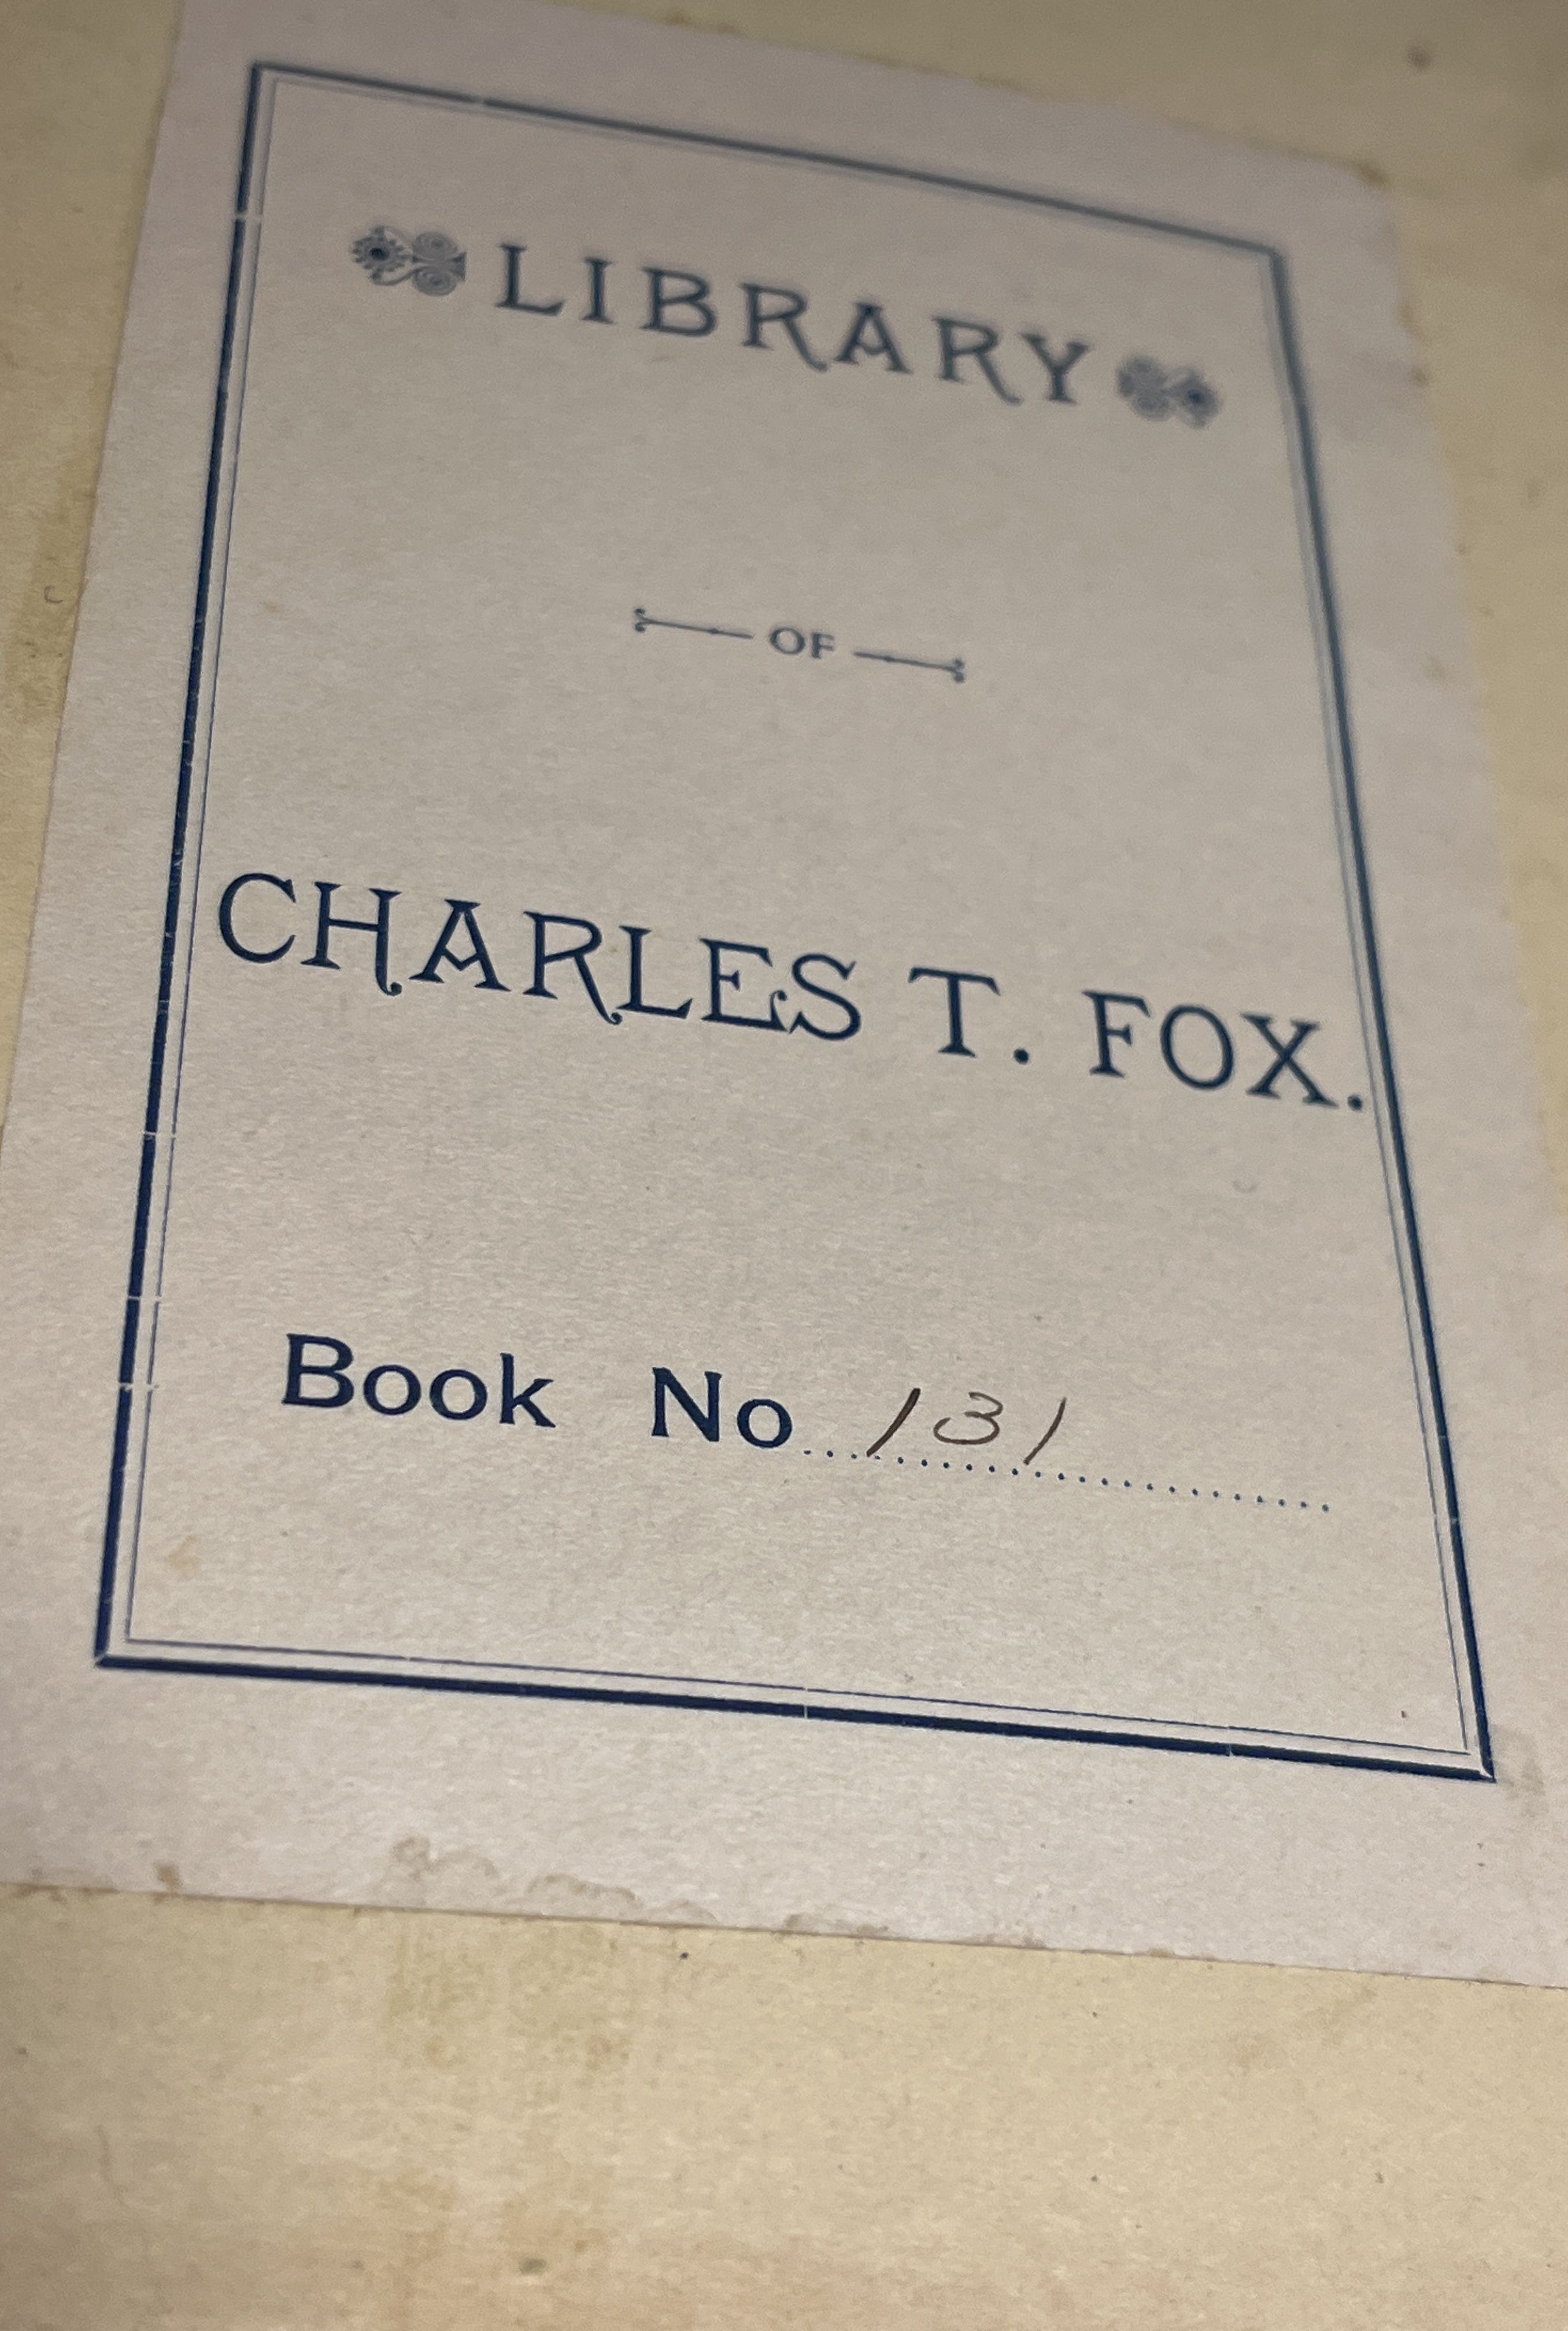 LIBRARY
OF
CHARLES T. FOX.
Book No...131....................